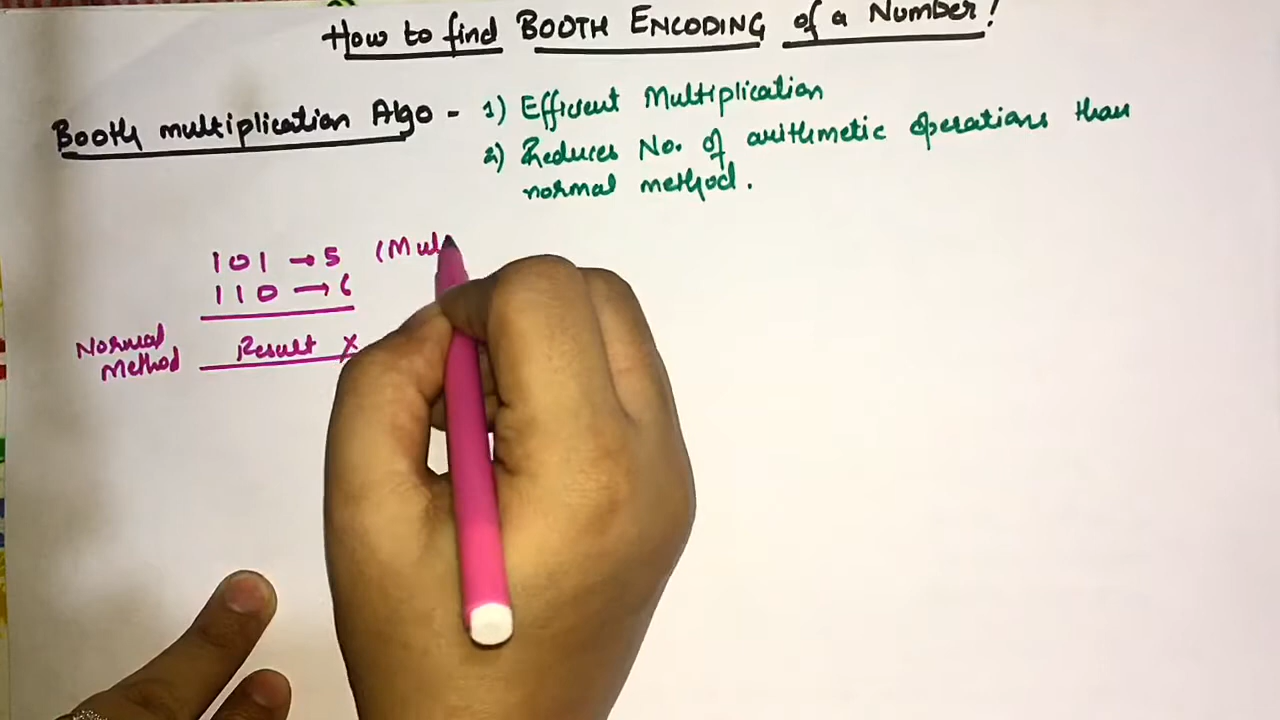 How to find BOOTH ENCODING of a Number!
Booth multiplication Algo - 1) Efficient Multiplication
2) Reduces No. of arithmetic operations than
normal method.
101 → 5 (Mul
110 → 6
Normal
Method
Result X